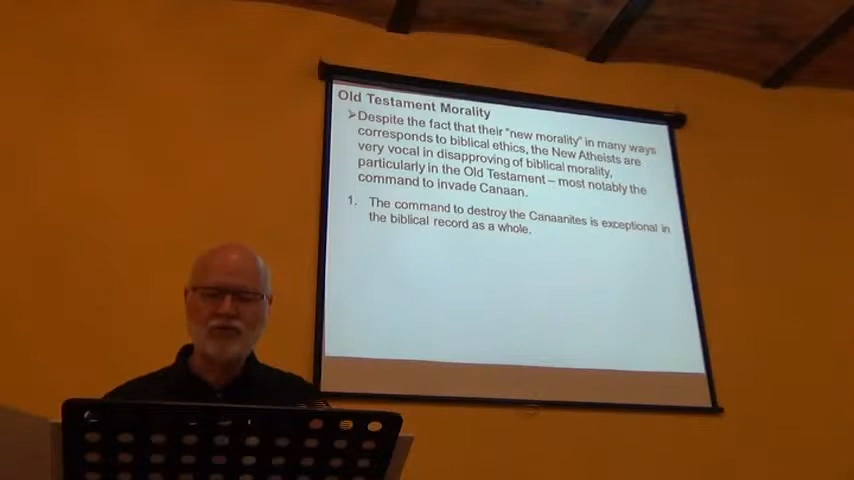 Old Testament Morality
➢Despite the fact that their "new morality" in many ways
corresponds to biblical ethics, the New Atheists are
very vocal in disapproving of biblical morality,
particularly in the Old Testament – most notably the
command to invade Canaan.
1. The command to destroy the Canaanites is exceptional in
the biblical record as a whole.